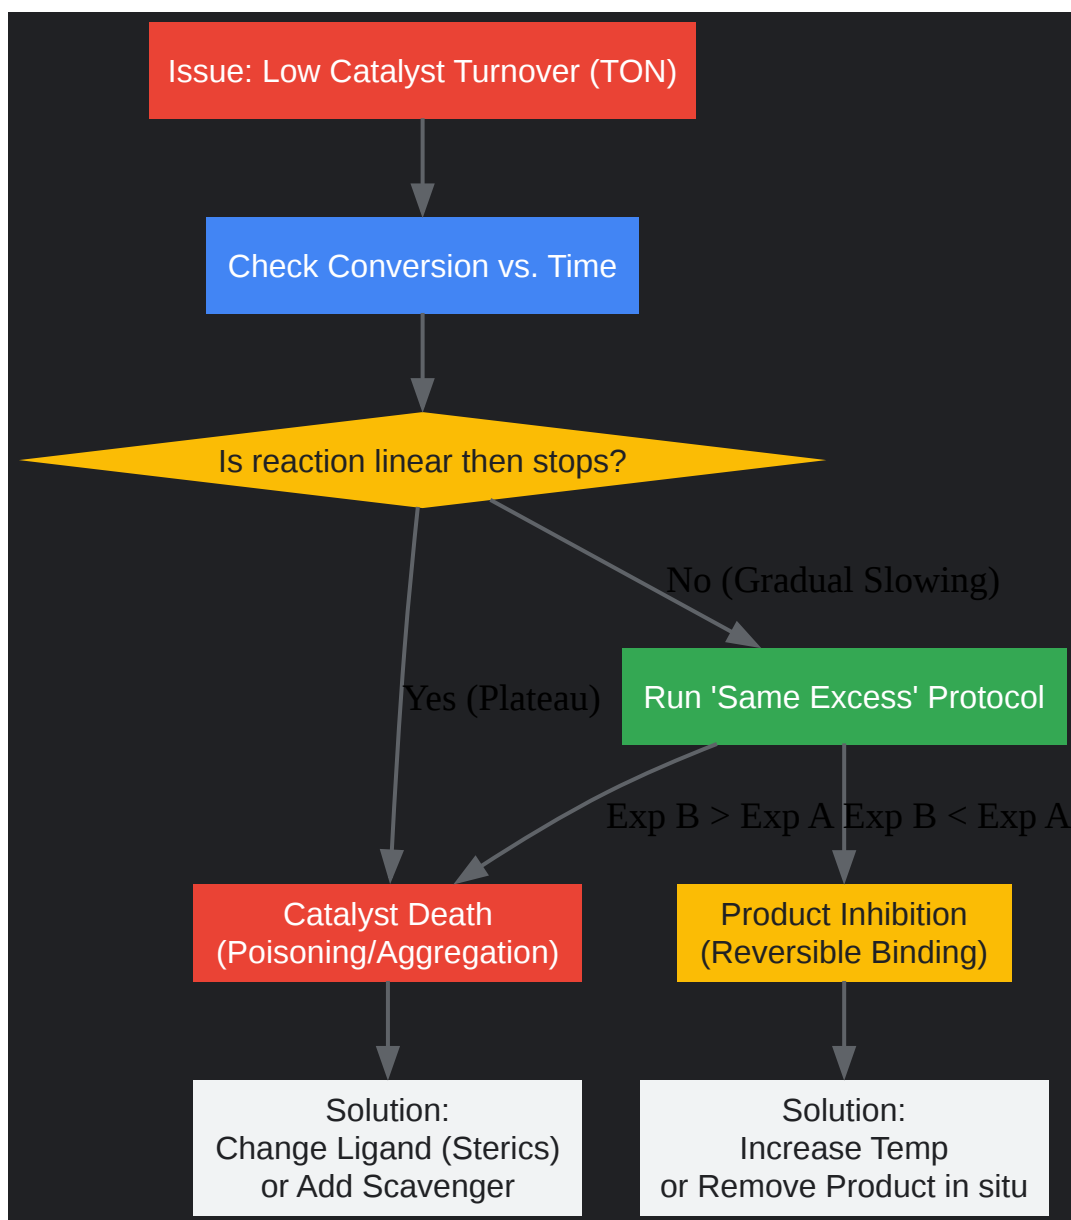 Issue: Low Catalyst Turnover (TON)
Check Conversion vs. Time
Is reaction linear then stops?
No (Gradual Slowing)
Yes (Plateau)
Run 'Same Excess' Protocol
Exp B > Exp A
Exp B < Exp A
Catalyst Death
(Poisoning/Aggregation)
Product Inhibition
(Reversible Binding)
Solution:
Change Ligand (Sterics)
or Add Scavenger
Solution:
Increase Temp
or Remove Product in situ